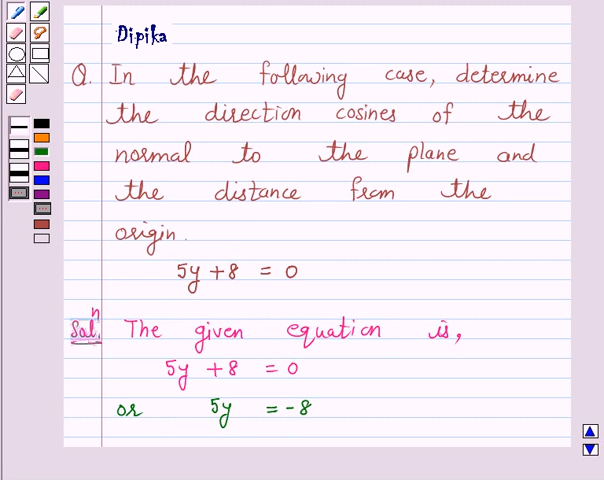 Dipika
Q. In the following case, determine
the direction cosines of the
normal to the plane and
the distance from the
origin.
5y + 8 = 0
Solⁿ. The given equation is,
5y + 8 = 0
or 5y = -8